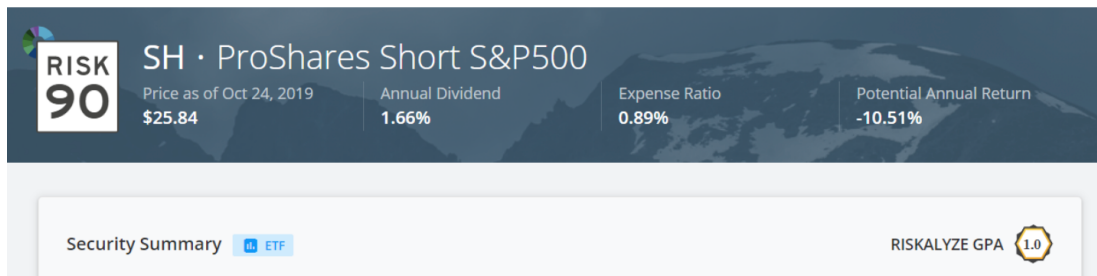 RISK
90
SH · ProShares Short S&P500
Price as of Oct 24, 2019 Annual Dividend Expense Ratio Potential Annual Return
$25.84 1.66% 0.89% -10.51%
Security Summary ETF RISKALYZE GPA 1.0